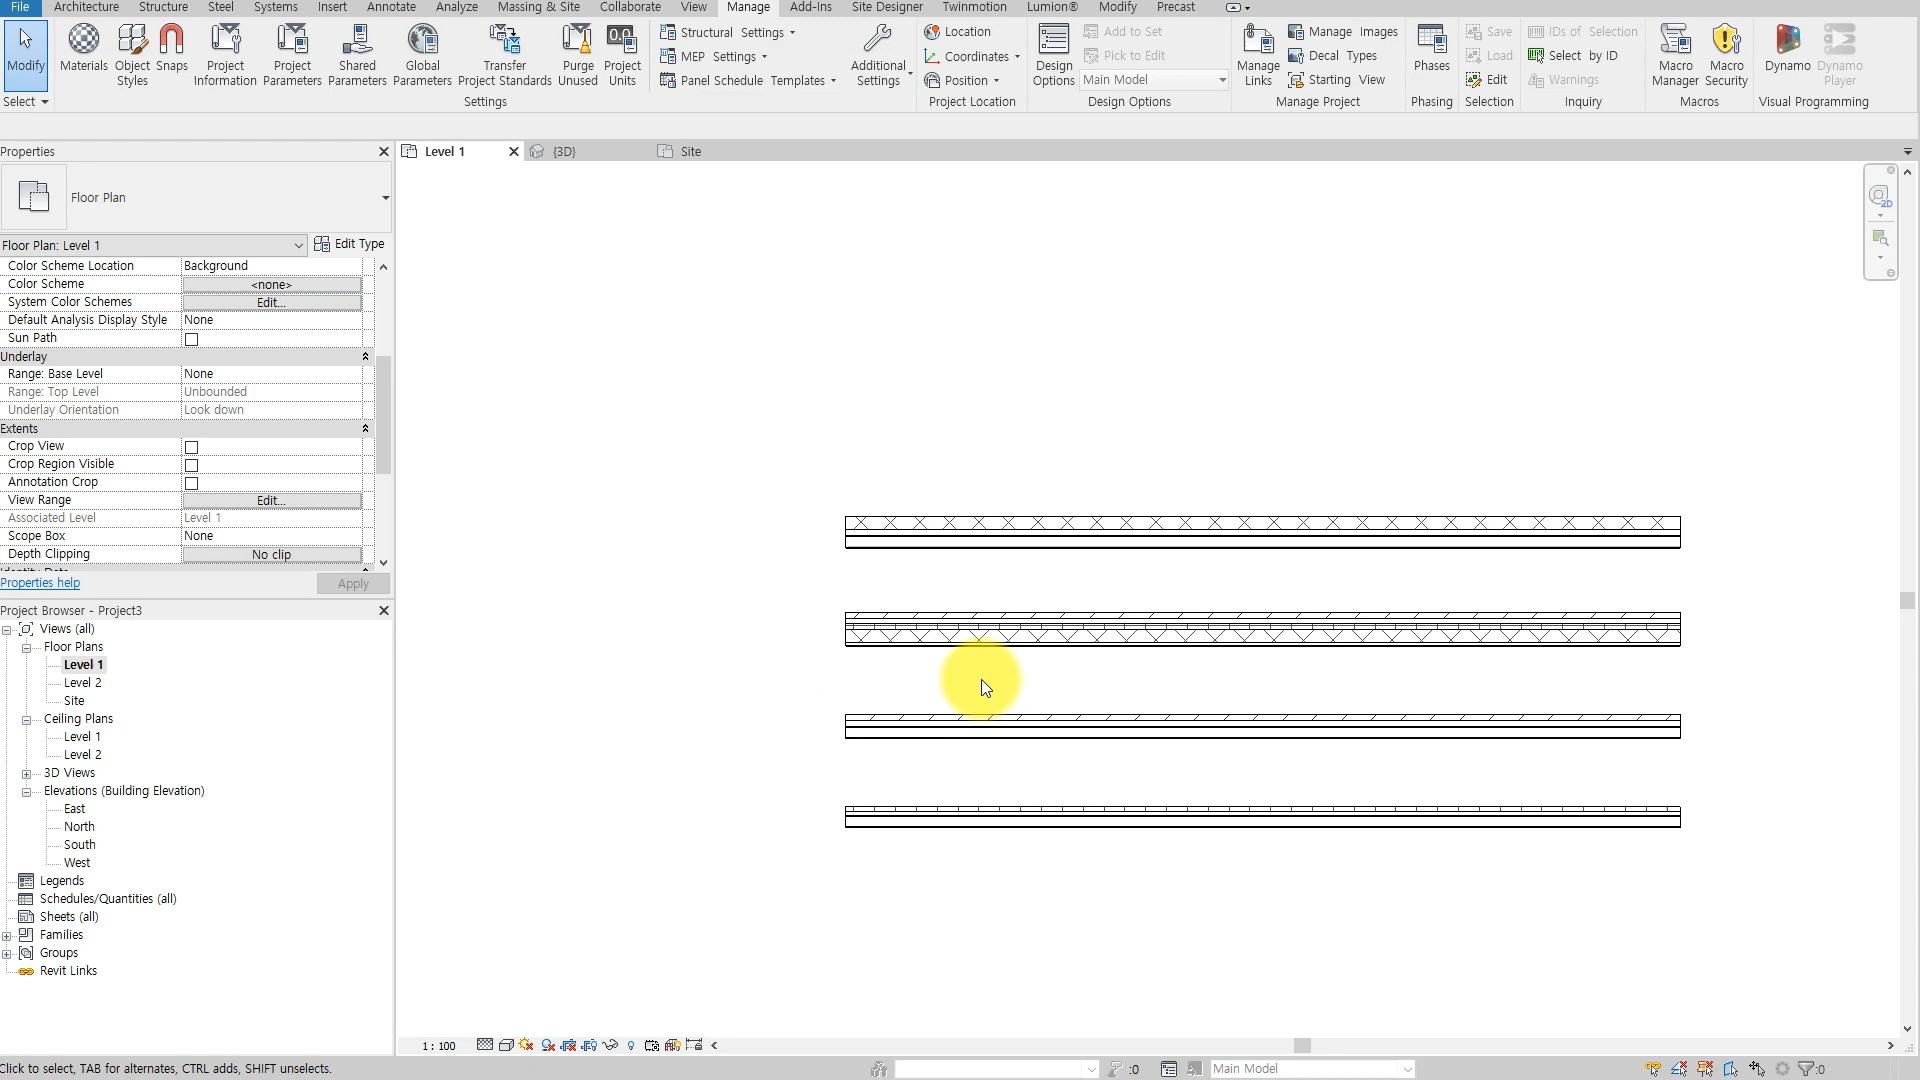 File Architecture Structure Steel Systems Insert Annotate Analyze Massing & Site Collaborate View Manage Add-Ins Site Designer Twinmotion Lumion® Modify Precast
Modify
Materials
Object Styles
Snaps
Project Information
Project Parameters
Shared Parameters
Global Parameters
Transfer Project Standards
Purge Unused
Project Units
Structural Settings
MEP Settings
Panel Schedule Templates
Additional Settings
Location
Coordinates
Position
Design Options
Add to Set
Pick to Edit
Main Model
Manage Links
Manage Images
Decal Types
Starting View
Phases
Save
Load
Edit
IDs of Selection
Select by ID
Warnings
Macro Manager
Macro Security
Dynamo
Dynamo Player
Select Settings Project Location Design Options Manage Project Phasing Selection Inquiry Macros Visual Programming
Properties
Level 1 {3D} Site
Floor Plan
Floor Plan: Level 1 Edit Type
Color Scheme Location Background
Color Scheme <none>
System Color Schemes Edit...
Default Analysis Display Style None
Sun Path
Underlay
Range: Base Level None
Range: Top Level Unbounded
Underlay Orientation Look down
Extents
Crop View
Crop Region Visible
Annotation Crop
View Range Edit...
Associated Level Level 1
Scope Box None
Depth Clipping No clip
Properties help Apply
Project Browser - Project3
Views (all)
Floor Plans
Level 1
Level 2
Site
Ceiling Plans
Level 1
Level 2
3D Views
Elevations (Building Elevation)
East
North
South
West
Legends
Schedules/Quantities (all)
Sheets (all)
Families
Groups
Revit Links
2D
1 : 100
Click to select, TAB for alternates, CTRL adds, SHIFT unselects.
:0
Main Model
:0